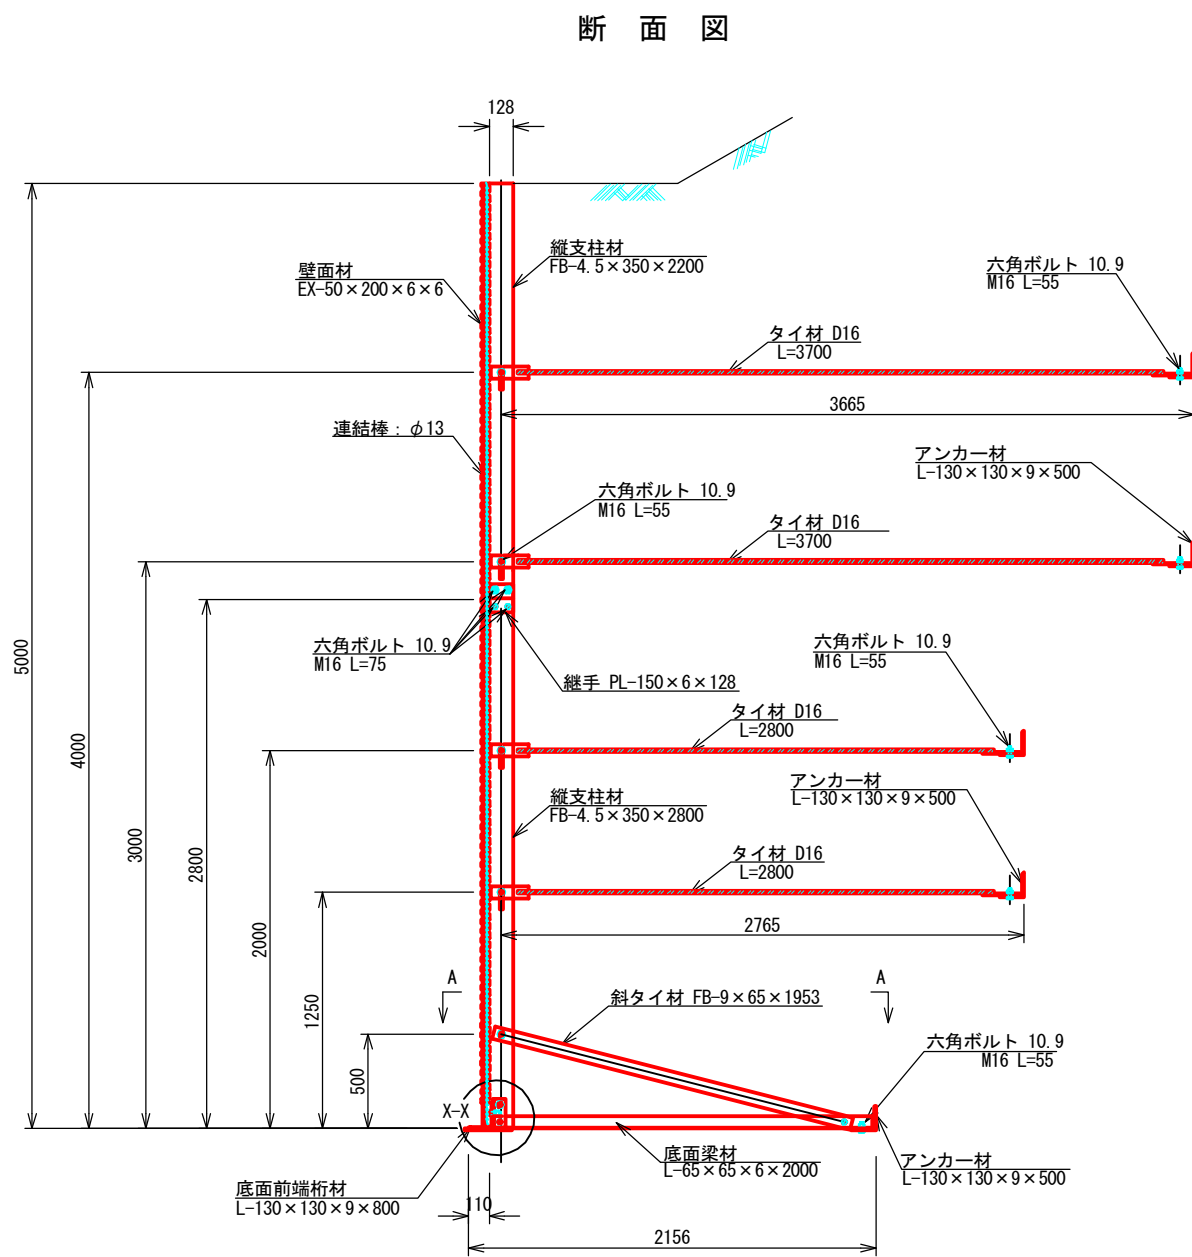 断 面 図
128
縦支柱材
FB-4.5×350×2200
壁面材
EX-50×200×6×6
六角ボルト 10.9
M16 L=55
タイ材 D16
L=3700
3665
連結棒：φ13
アンカー材
L-130×130×9×500
六角ボルト 10.9
M16 L=55
タイ材 D16
L=3700
5000
六角ボルト 10.9
M16 L=75
六角ボルト 10.9
M16 L=55
継手 PL-150×6×128
タイ材 D16
L=2800
4000
アンカー材
L-130×130×9×500
縦支柱材
FB-4.5×350×2800
3000
2800
タイ材 D16
L=2800
2765
2000
A
A
斜タイ材 FB-9×65×1953
1250
六角ボルト 10.9
M16 L=55
500
X-X
底面梁材
L-65×65×6×2000
アンカー材
L-130×130×9×500
底面前端桁材
L-130×130×9×800
110
2156